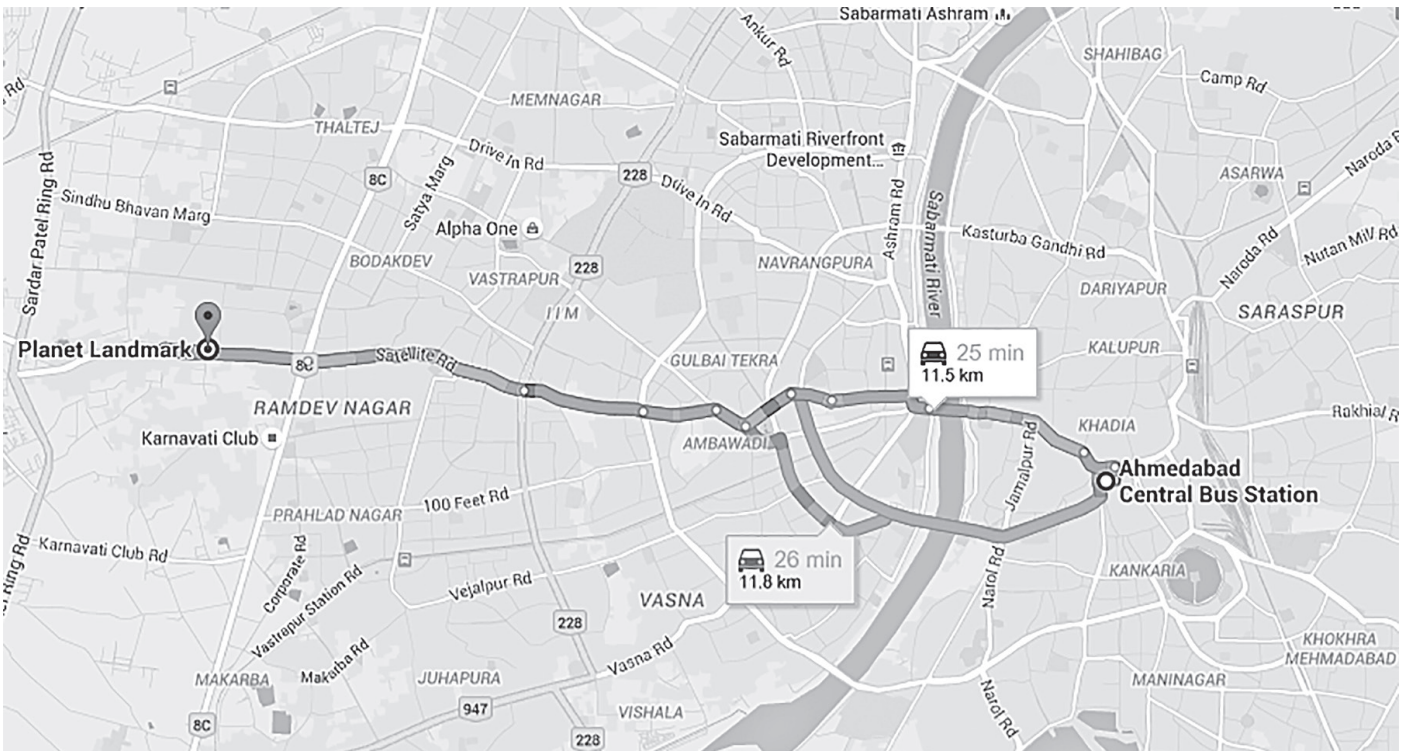 Sabarmati Ashram
Ankur Rd
SHAHIBAG
Camp Rd
Rd
MEMNAGAR
THALTEJ
Drive In Rd
Sabarmati Riverfront
Development...
8C
228
Satya Marg
Drive In Rd
ASARWA
Naroda R
Sardar Patel Ring Rd
Sindhu Bhavan Marg
Alpha One
Ashram Rd
Sabarmati River
Kasturba Gandhi Rd
Naroda Rd
Nutan Mill Rd
BODAKDEV
VASTRAPUR
228
NAVRANGPURA
DARIYAPUR
SARASPUR
IIM
Planet Landmark
8C
Satellite Rd
GULBAI TEKRA
25 min
11.5 km
KALUPUR
RAMDEV NAGAR
Karnavati Club
AMBAWADI
Jamalpur Rd
KHADIA
Rakhial R
Ahmedabad
Central Bus Station
100 Feet Rd
PRAHLAD NAGAR
Karnavati Club Rd
Ring Rd
Corporate Rd
Vastrapur Station Rd
Vejalpur Rd
26 min
11.8 km
VASNA
Narol Rd
KANKARIA
228
Vasna Rd
Makarba Rd
MAKARBA
JUHAPURA
KHOKHRA
MEHMADABAD
MANINAGAR
8C
947
VISHALA
228
Narol Rd